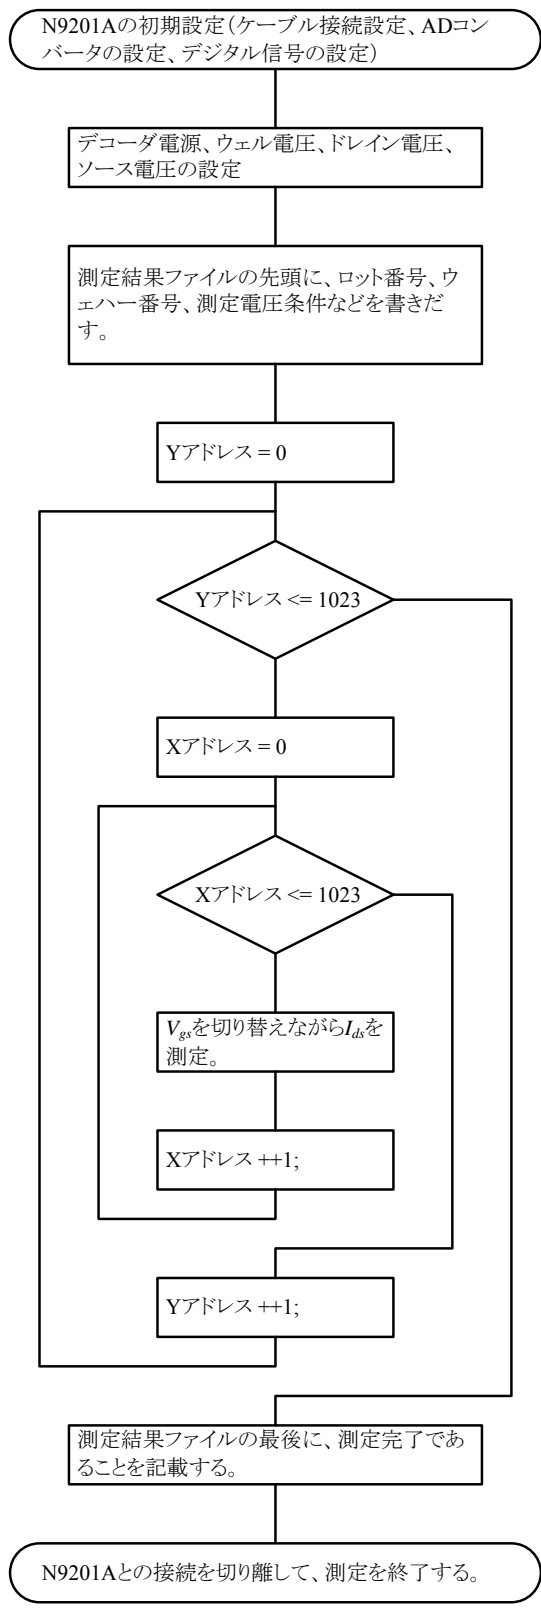 N9201Aの初期設定(ケーブル接続設定、ADコン
バータの設定、デジタル信号の設定)
デコーダ電源、ウェル電圧、ドレイン電圧、
ソース電圧の設定
測定結果ファイルの先頭に、ロット番号、ウ
ェハー番号、測定電圧条件などを書きだ
す。
Yアドレス = 0
Yアドレス <= 1023
Xアドレス = 0
Xアドレス <= 1023
Vgsを切り替えながらIdsを
測定。
Xアドレス ++1;
Yアドレス ++1;
測定結果ファイルの最後に、測定完了であ
ることを記載する。
N9201Aとの接続を切り離して、測定を終了する。